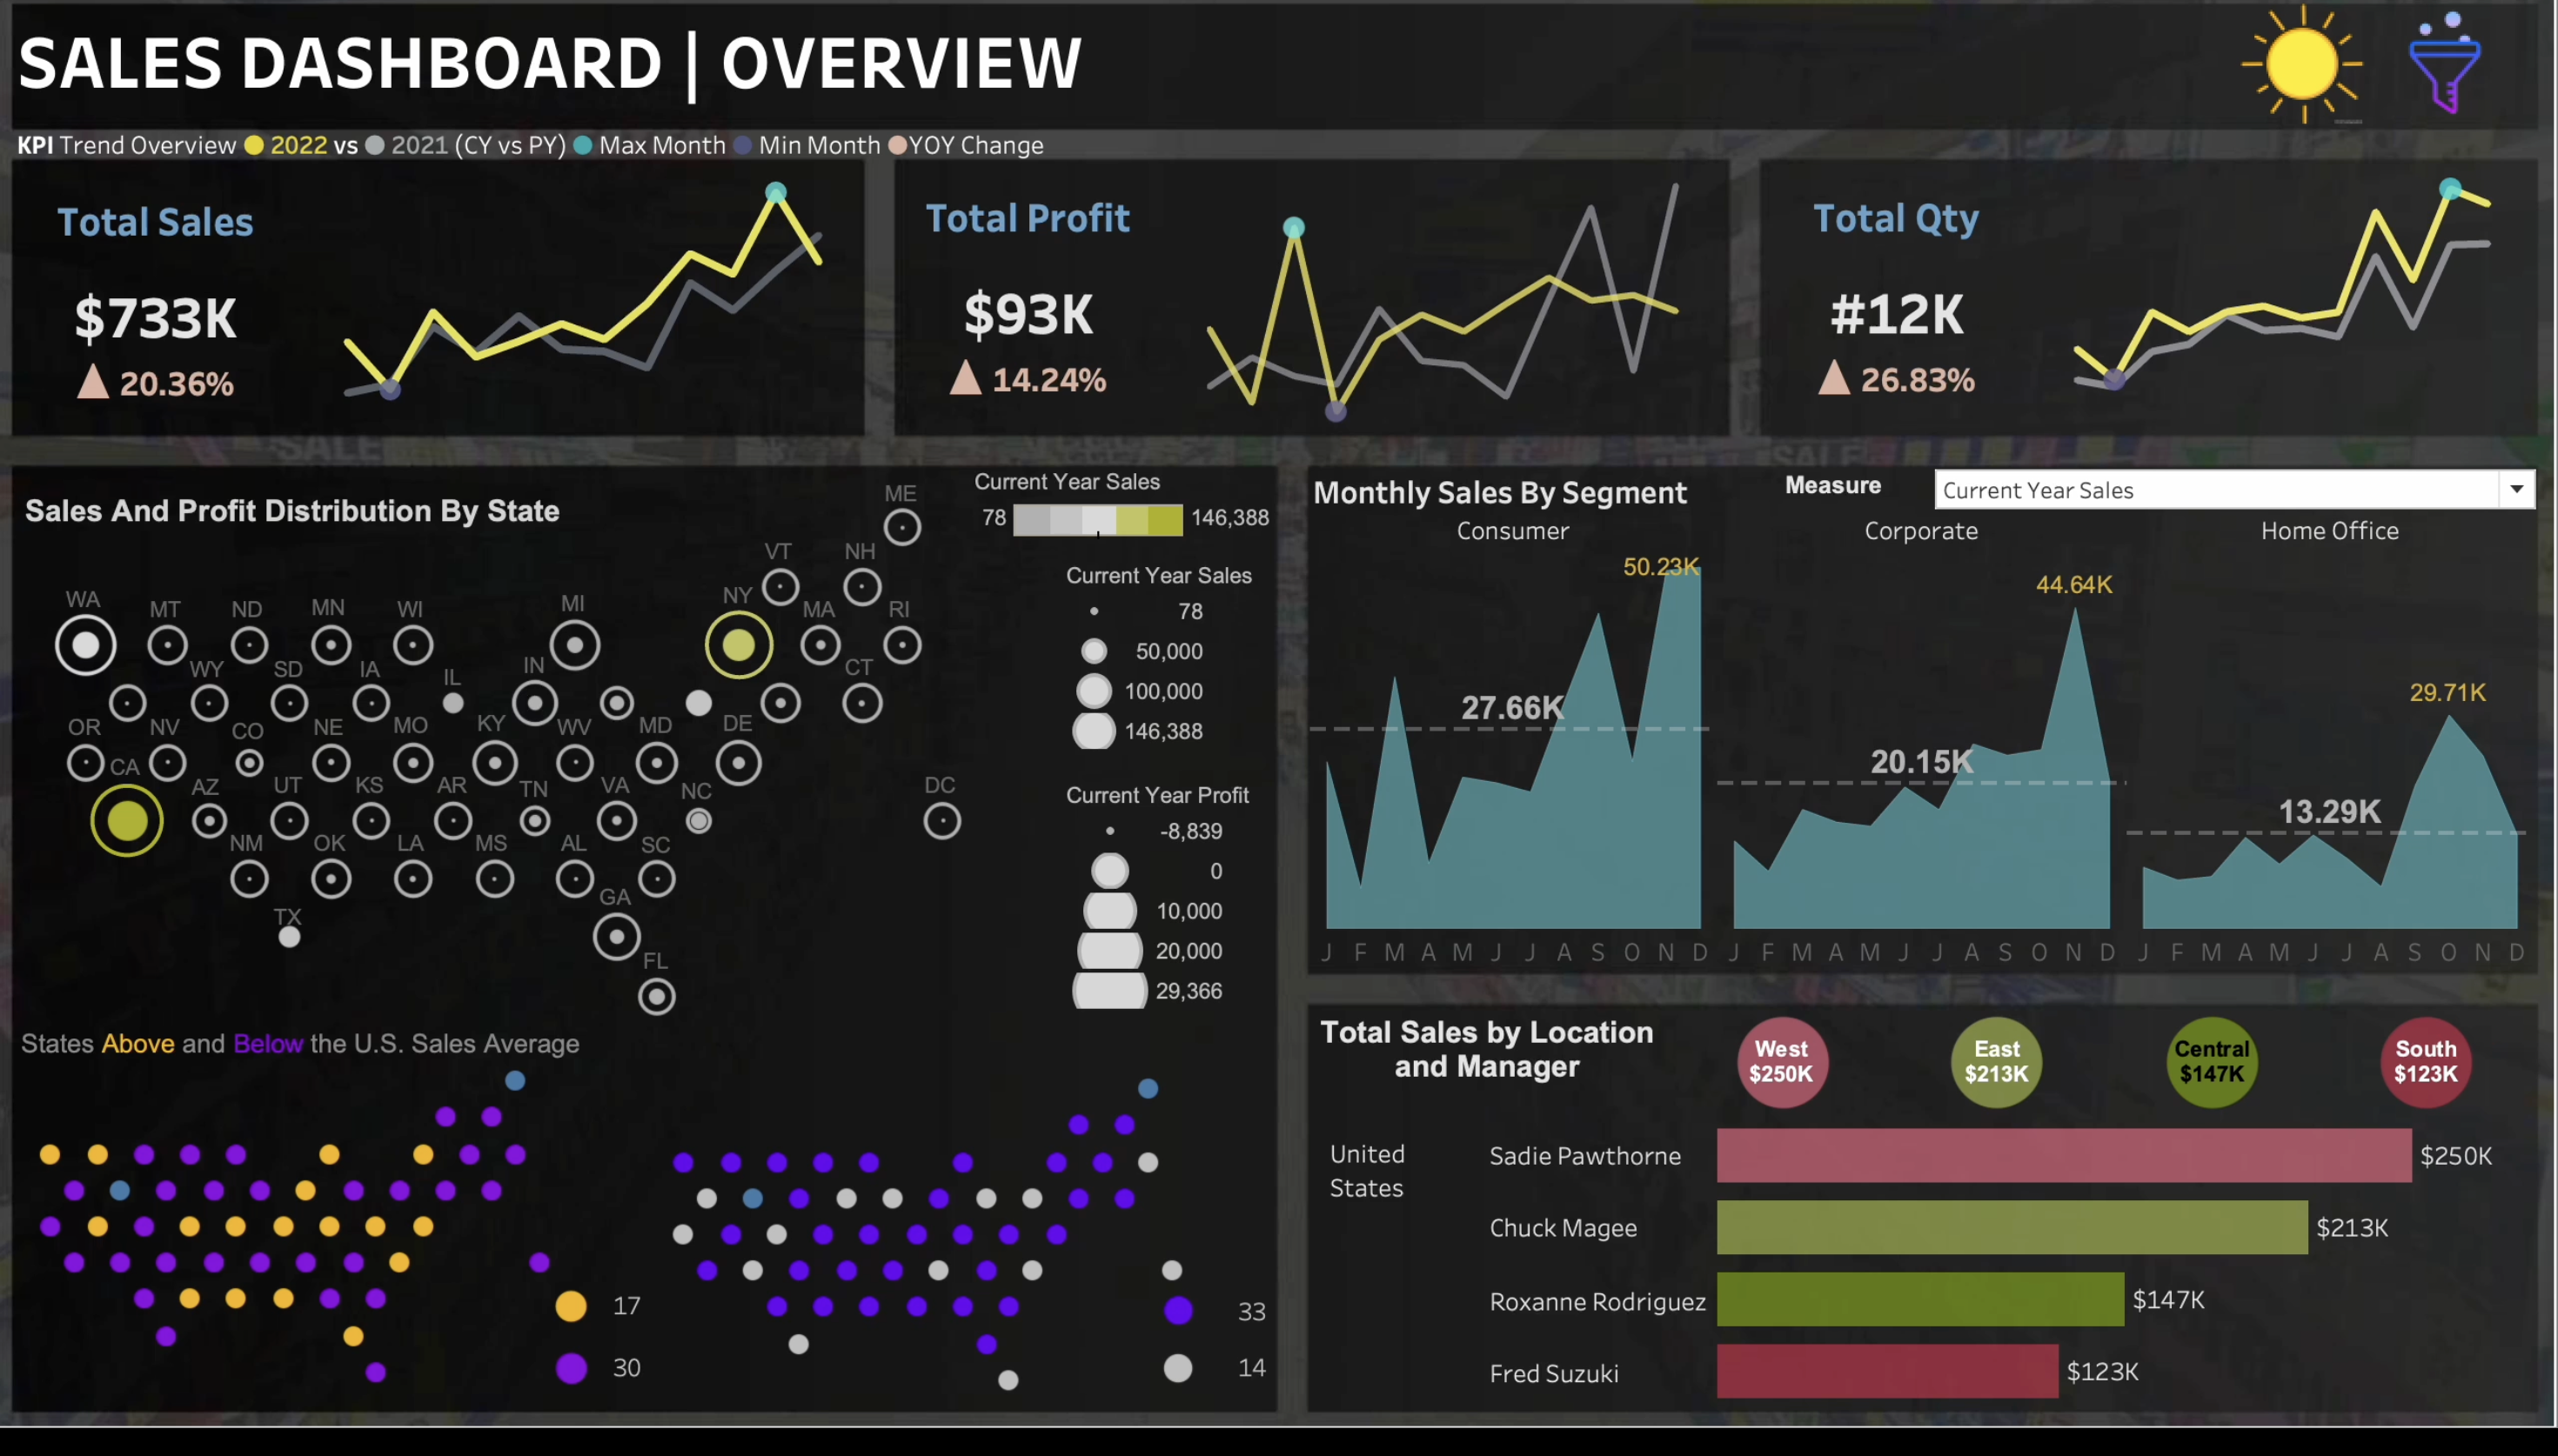 SALES DASHBOARD | OVERVIEW
KPI Trend Overview 2022 vs 2021 (CY vs PY) Max Month Min Month YOY Change
Total Sales
$733K
20.36%
Total Profit
$93K
14.24%
Total Qty
#12K
26.83%
Sales And Profit Distribution By State
ME
VT NH
WA MT ND MN WI MI NY MA RI
WY SD IA IL IN CT
OR NV CO NE MO KY WV MD DE
CA AZ UT KS AR TN VA NC DC
NM OK LA MS AL SC
TX GA
FL
Current Year Sales
78 146,388
Current Year Sales
78
50,000
100,000
146,388
Current Year Profit
-8,839
0
10,000
20,000
29,366
States Above and Below the U.S. Sales Average
17
30
33
14
Monthly Sales By Segment
Measure
Current Year Sales
Consumer Corporate Home Office
50.23K
27.66K
44.64K
20.15K
29.71K
13.29K
J F M A M J J A S O N D J F M A M J J A S O N D J F M A M J J A S O N D
Total Sales by Location
and Manager
West
$250K
East
$213K
Central
$147K
South
$123K
United
States
Sadie Pawthorne $250K
Chuck Magee $213K
Roxanne Rodriguez $147K
Fred Suzuki $123K